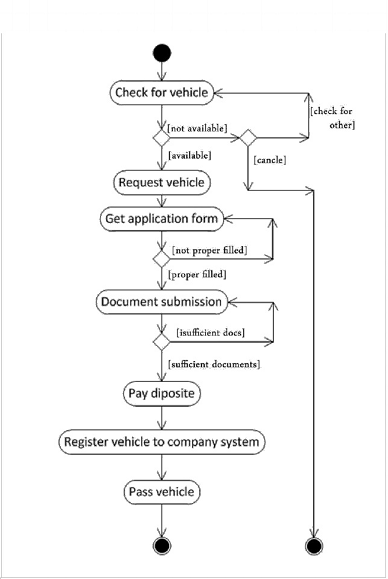 Check for vehicle
[not available]
[check for
other]
[available]
[cancle]
Request vehicle
Get application form
[not proper filled]
[proper filled]
Document submission
[isufficient docs]
[sufficient documents]
Pay diposite
Register vehicle to company system
Pass vehicle